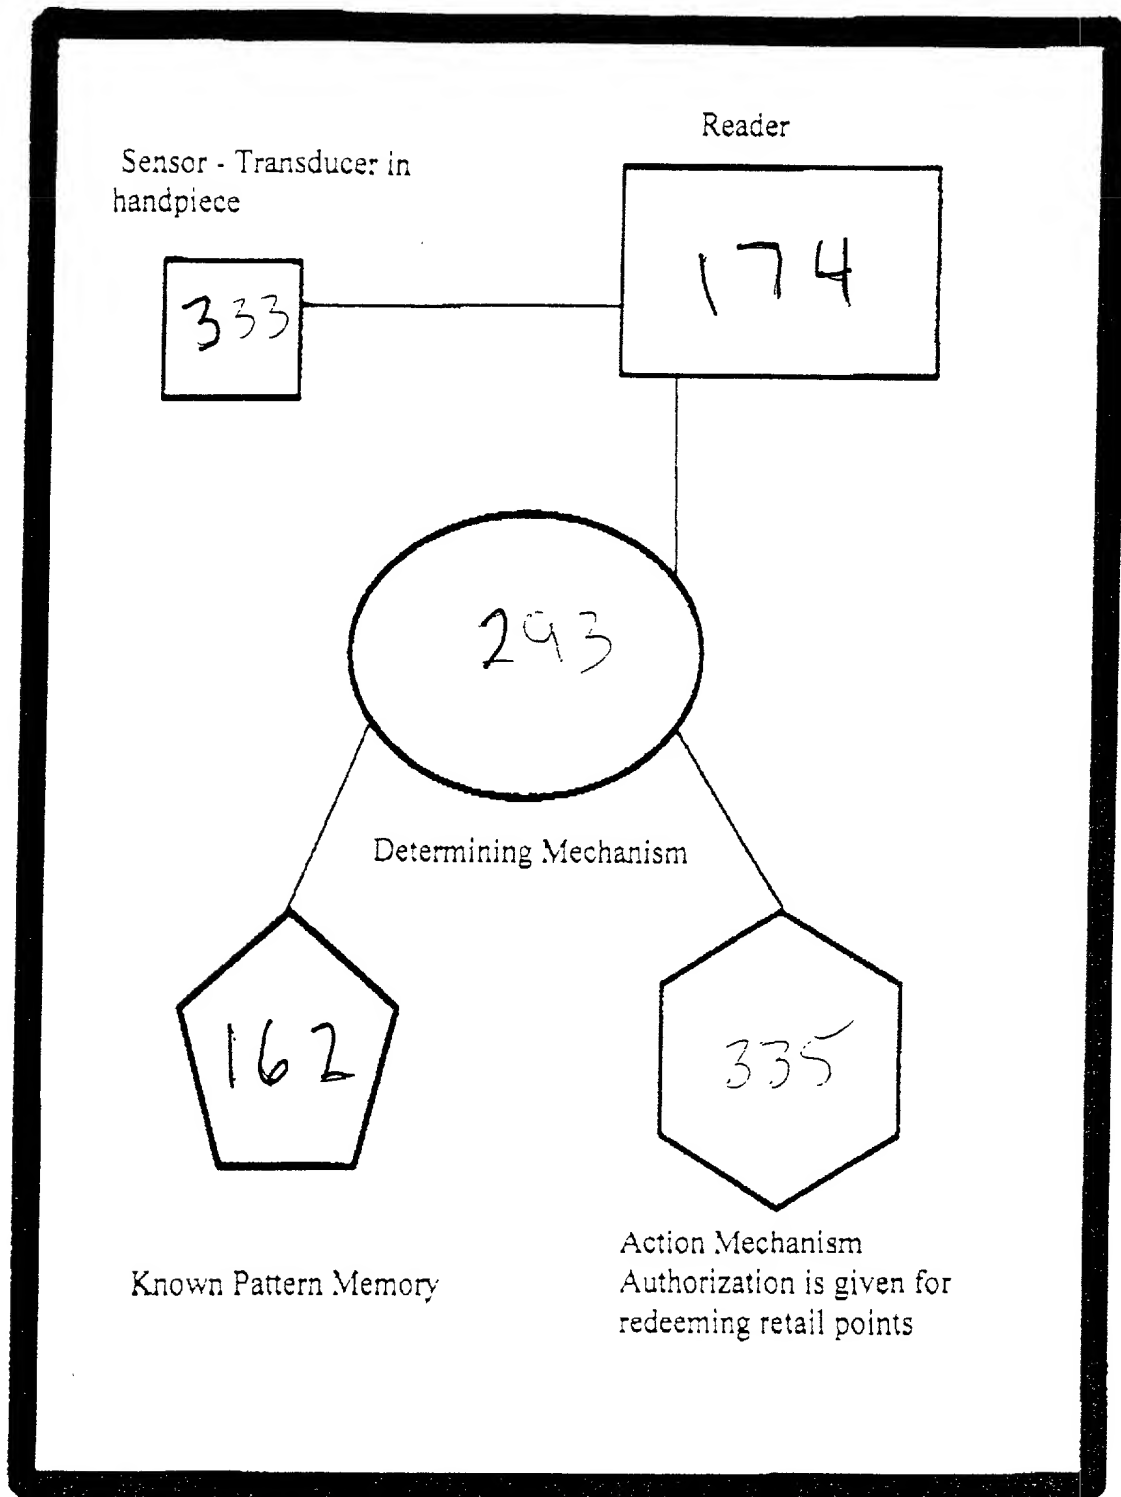 Reader
Sensor - Transducer in
handpiece
174
333
293
Determining Mechanism
162
335
Known Pattern Memory
Action Mechanism
Authorization is given for
redeeming retail points